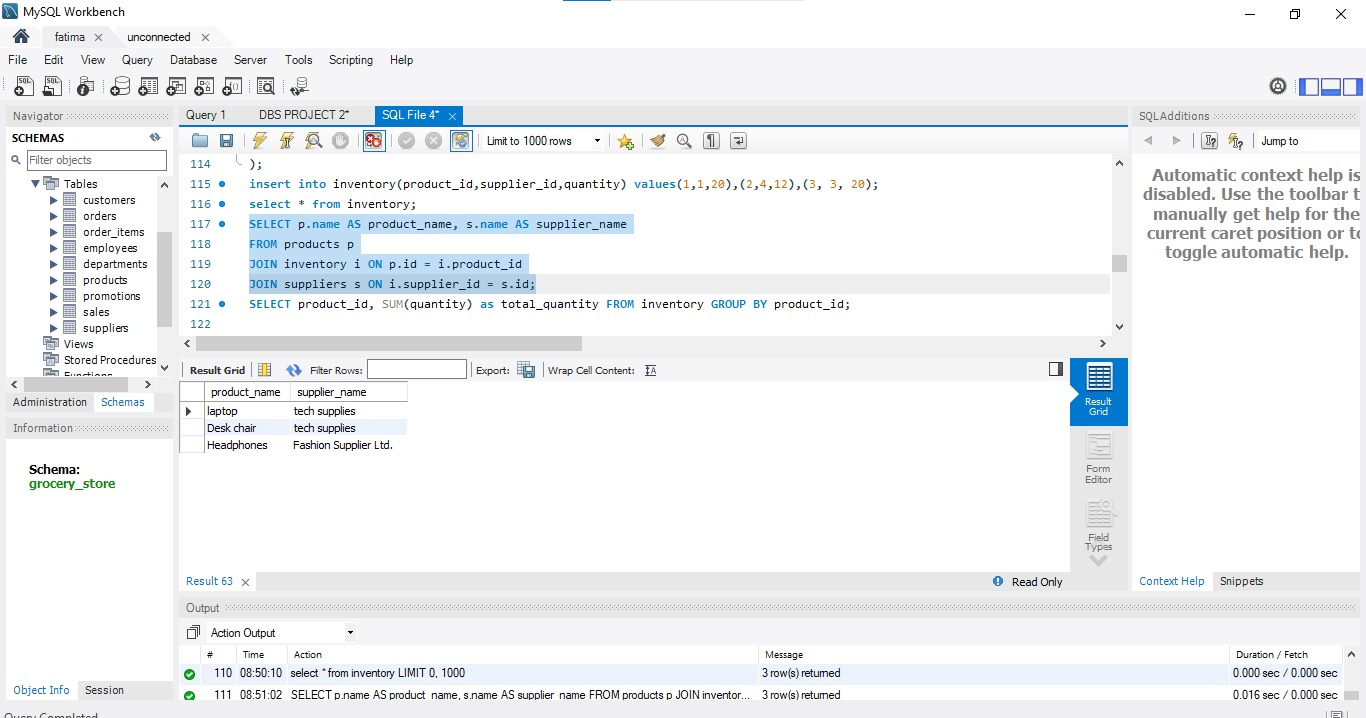 MySQL Workbench
fatima
unconnected
File Edit View Query Database Server Tools Scripting Help
Navigator
SCHEMAS
Filter objects
Tables
customers
orders
order_items
employees
departments
products
promotions
sales
suppliers
Views
Stored Procedures
Administration Schemas
Information
Schema:
grocery_store
Object Info Session
Query Completed
Query 1 DBS PROJECT 2* SQL File 4*
Limit to 1000 rows
114 );
115 insert into inventory(product_id,supplier_id,quantity) values(1,1,20),(2,4,12),(3, 3, 20);
116 select * from inventory;
117 SELECT p.name AS product_name, s.name AS supplier_name
118 FROM products p
119 JOIN inventory i ON p.id = i.product_id
120 JOIN suppliers s ON i.supplier_id = s.id;
121 SELECT product_id, SUM(quantity) as total_quantity FROM inventory GROUP BY product_id;
122
Result Grid Filter Rows: Export: Wrap Cell Content:
product_name supplier_name
laptop tech supplies
Desk chair tech supplies
Headphones Fashion Supplier Ltd.
Result Grid
Form Editor
Field Types
Result 63
Read Only
Output
Action Output
# Time Action Message Duration / Fetch
110 08:50:10 select * from inventory LIMIT 0, 1000 3 row(s) returned 0.000 sec / 0.000 sec
111 08:51:02 SELECT p.name AS product_name, s.name AS supplier_name FROM products p JOIN inventor... 3 row(s) returned 0.016 sec / 0.000 sec
SQLAdditions
Jump to
Automatic context help is
disabled. Use the toolbar t
manually get help for the
current caret position or to
toggle automatic help.
Context Help Snippets